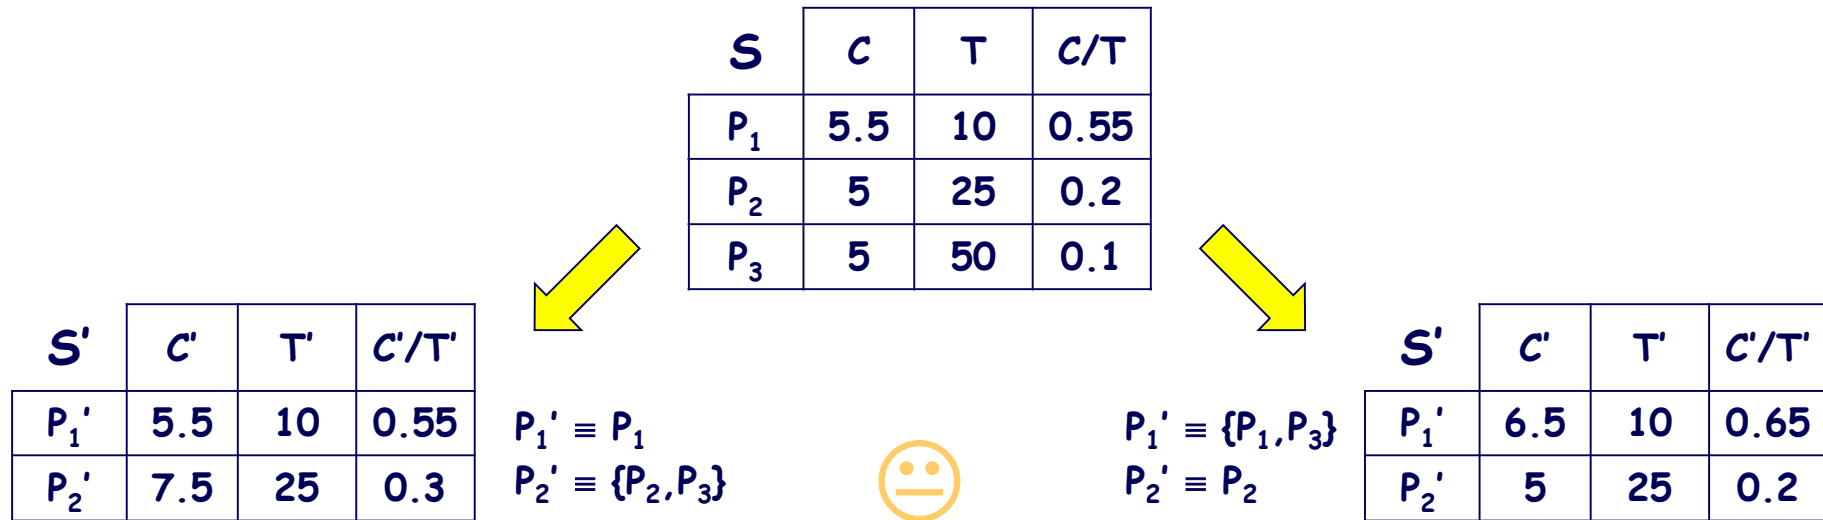 S C T C/T
P₁ 5.5 10 0.55
P₂ 5 25 0.2
P₃ 5 50 0.1
S' C' T' C'/T'
P₁' 5.5 10 0.55
P₂' 7.5 25 0.3
P₁' ≡ P₁
P₂' ≡ {P₂,P₃}
P₁' ≡ {P₁,P₃}
P₂' ≡ P₂
S' C' T' C'/T'
P₁' 6.5 10 0.65
P₂' 5 25 0.2